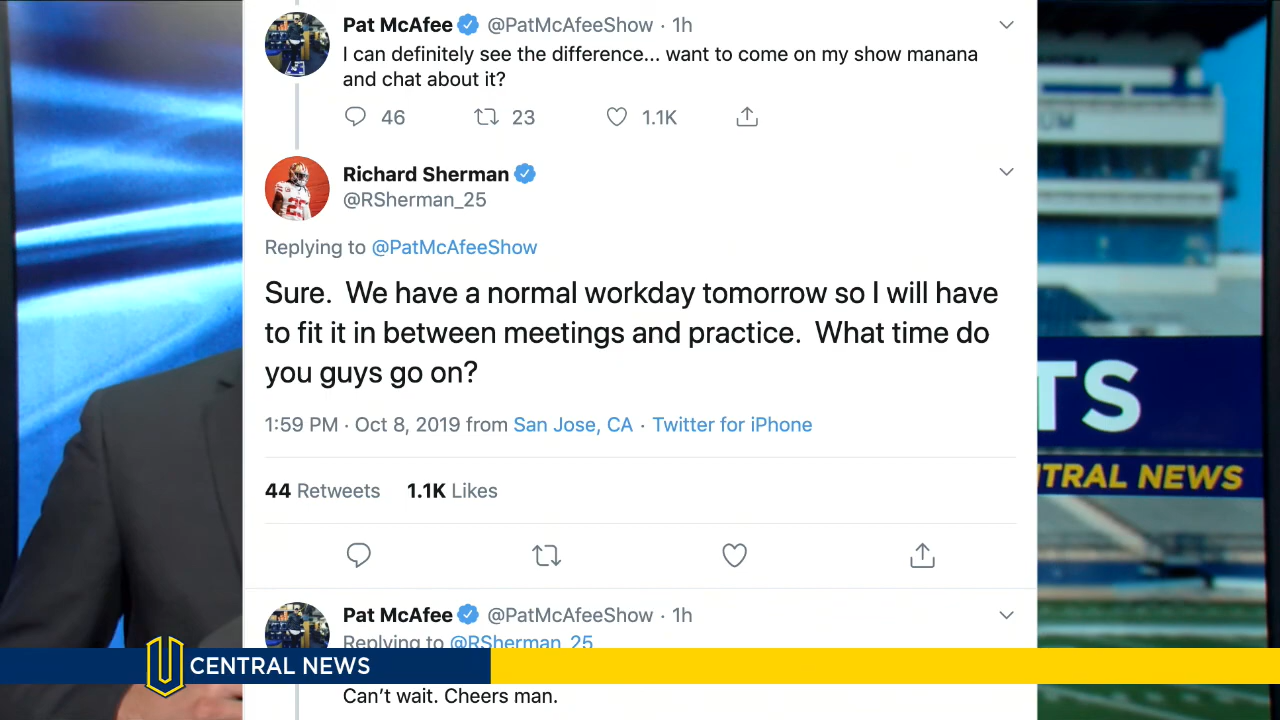 Pat McAfee @PatMcAfeeShow · 1h
I can definitely see the difference... want to come on my show manana
and chat about it?
46 23 1.1K
Richard Sherman
@RSherman_25
Replying to @PatMcAfeeShow
Sure. We have a normal workday tomorrow so I will have
to fit it in between meetings and practice. What time do
you guys go on?
1:59 PM · Oct 8, 2019 from San Jose, CA · Twitter for iPhone
44 Retweets 1.1K Likes
Pat McAfee @PatMcAfeeShow · 1h
Replying to @RSherman_25
Can't wait. Cheers man.
CENTRAL NEWS
TS
TRAL NEWS